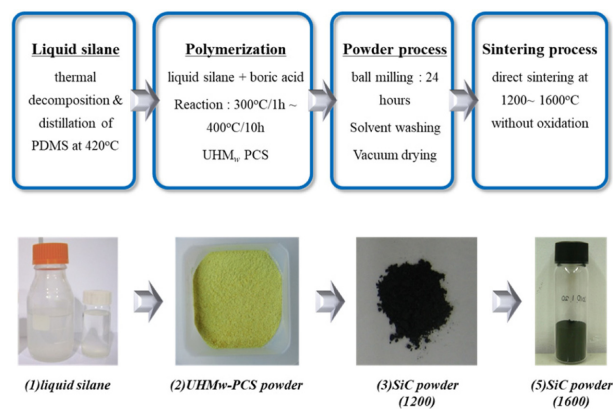 Liquid silane
thermal
decomposition &
distillation of
PDMS at 420°C
Polymerization
liquid silane + boric acid
Reaction : 300°C/1h ~
400°C/10h
UHMw PCS
Powder process
ball milling : 24
hours
Solvent washing
Vacuum drying
Sintering process
direct sintering at
1200~ 1600°C
without oxidation
(1)liquid silane
(2)UHMw-PCS powder
(3)SiC powder
(1200)
(5)SiC powder
(1600)